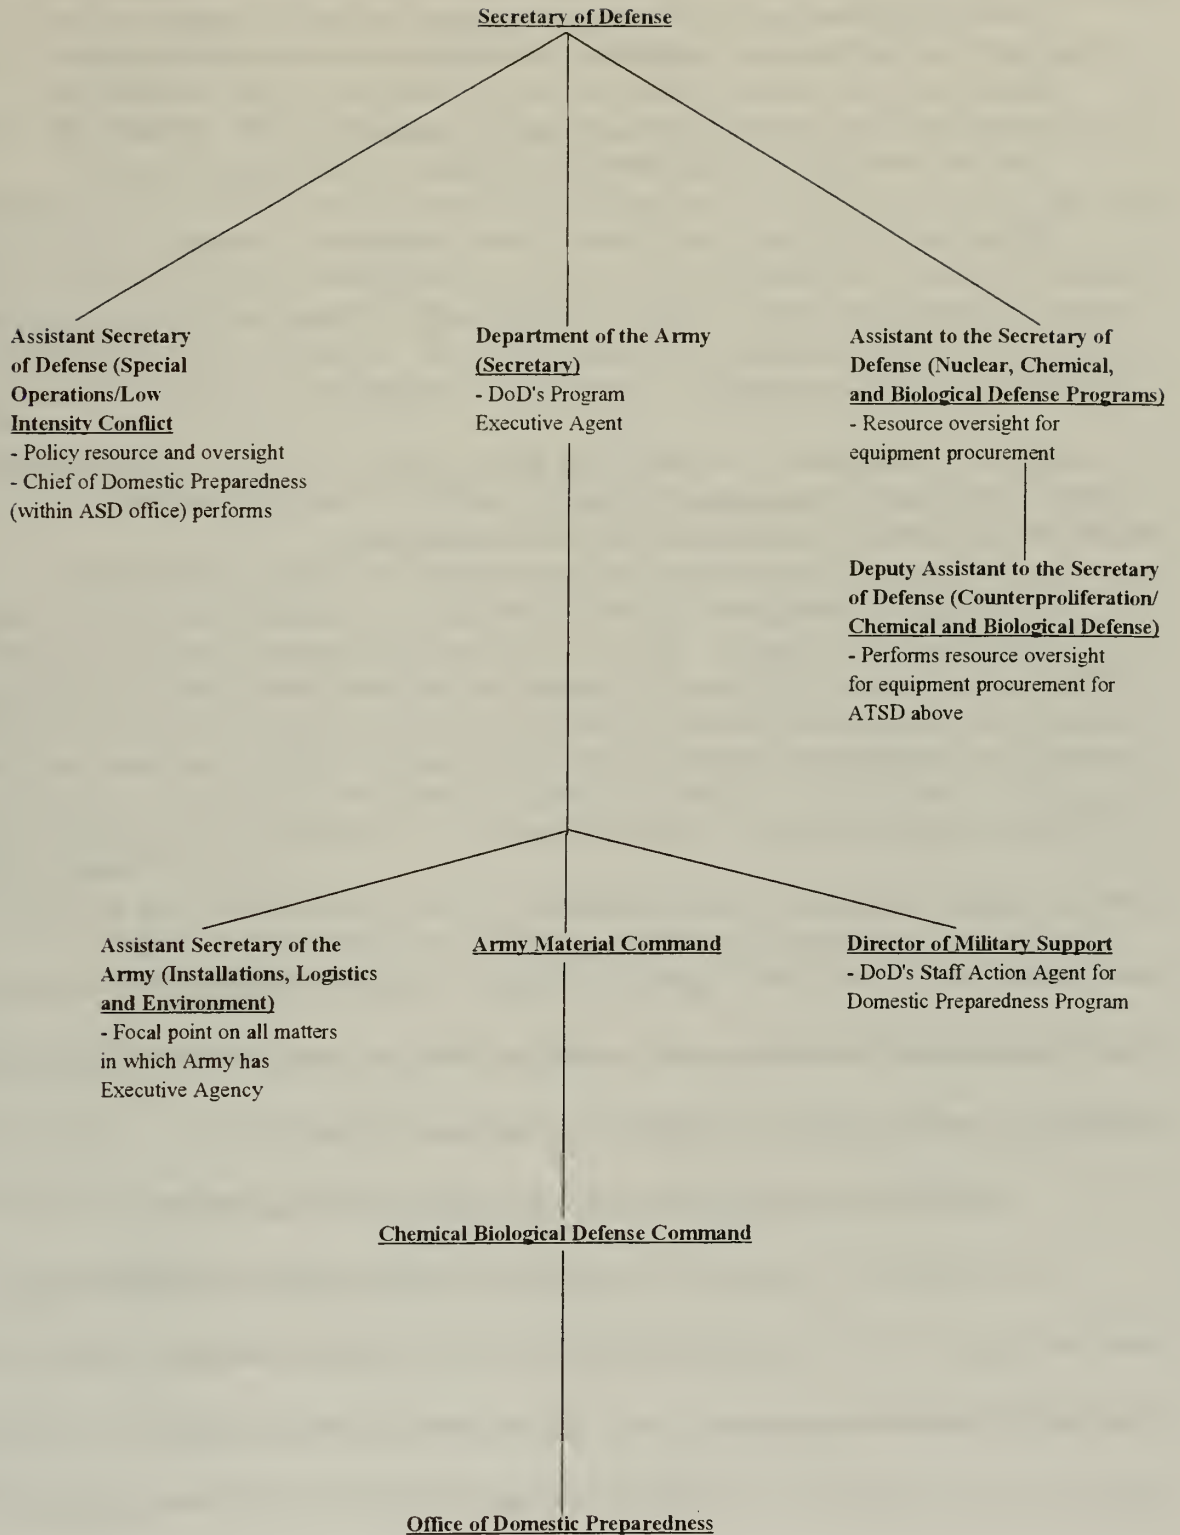 Secretary of Defense
Assistant Secretary
of Defense (Special
Operations/Low
Intensity Conflict
- Policy resource and oversight
- Chief of Domestic Preparedness
(within ASD office) performs
Department of the Army
(Secretary)
- DoD's Program
Executive Agent
Assistant to the Secretary of
Defense (Nuclear, Chemical,
and Biological Defense Programs)
- Resource oversight for
equipment procurement
Deputy Assistant to the Secretary
of Defense (Counterproliferation/
Chemical and Biological Defense)
- Performs resource oversight
for equipment procurement for
ATSD above
Assistant Secretary of the
Army (Installations, Logistics
and Environment)
- Focal point on all matters
in which Army has
Executive Agency
Army Material Command
Director of Military Support
- DoD's Staff Action Agent for
Domestic Preparedness Program
Chemical Biological Defense Command
Office of Domestic Preparedness